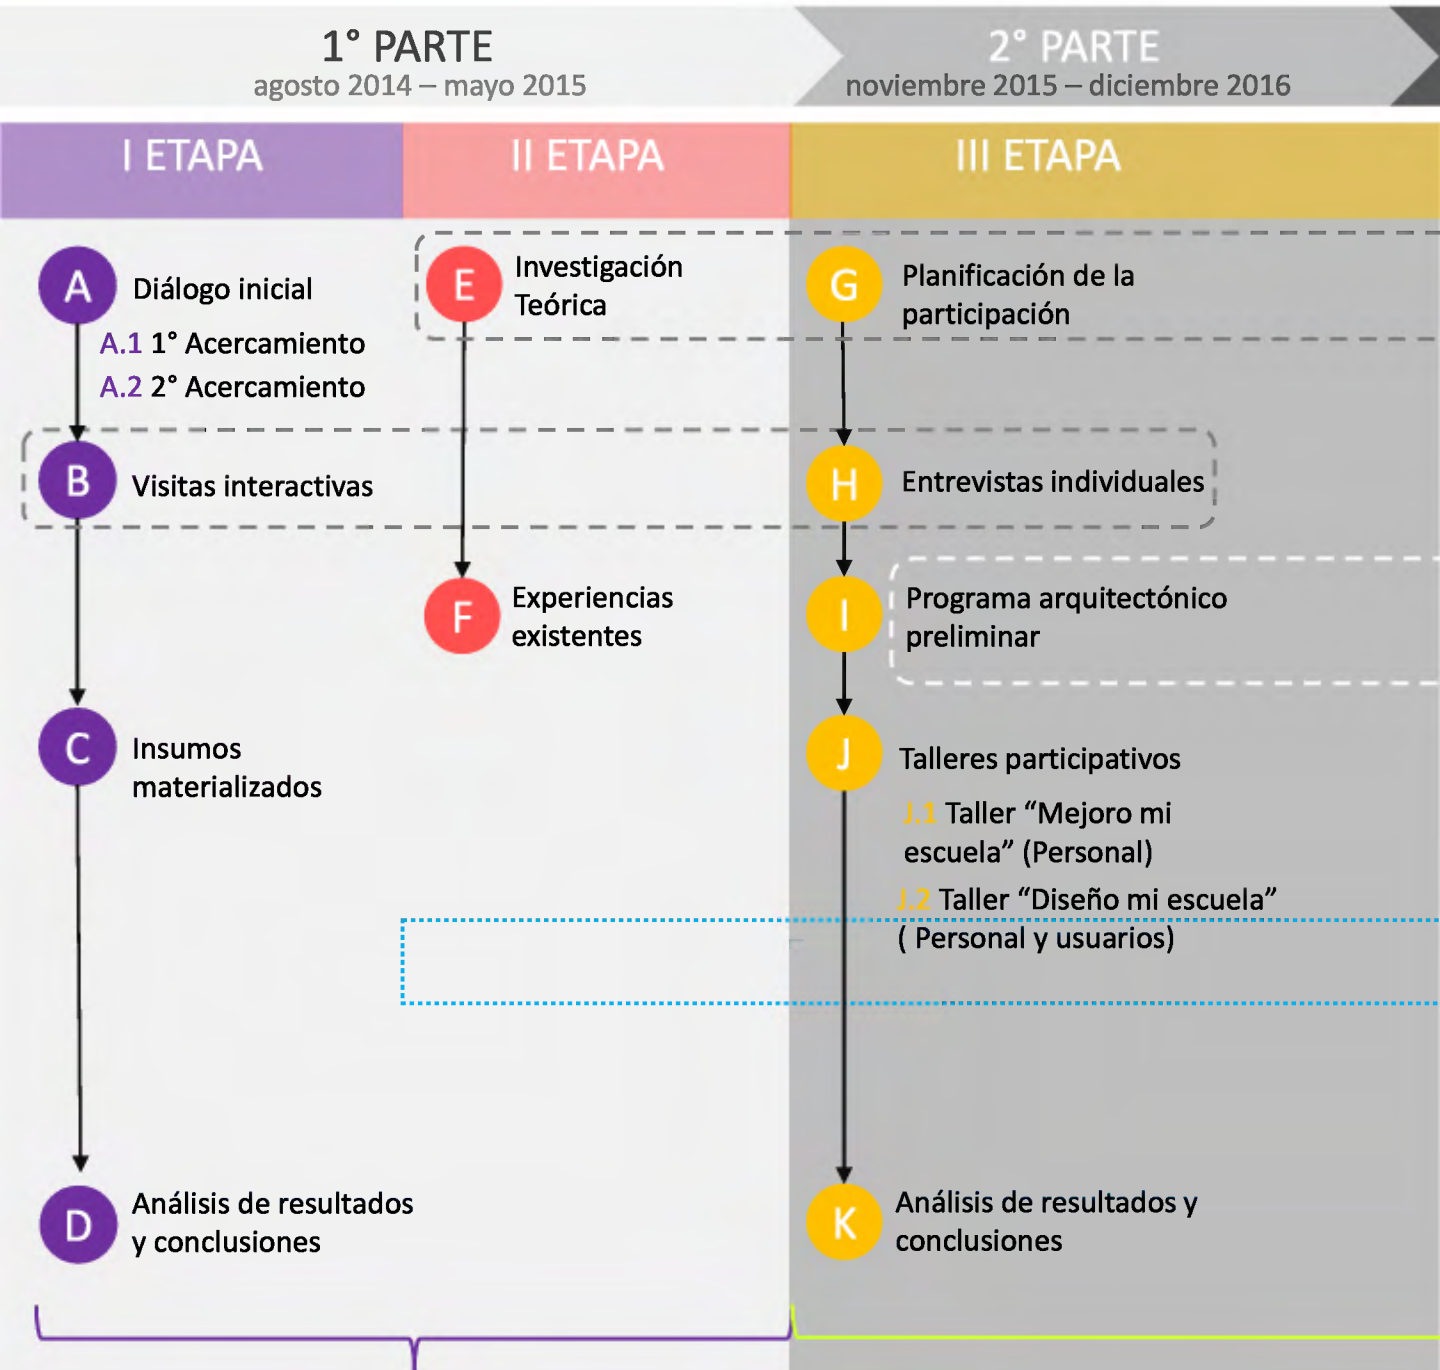 1° PARTE
agosto 2014 – mayo 2015
2° PARTE
noviembre 2015 – diciembre 2016
I ETAPA
II ETAPA
III ETAPA
A
Diálogo inicial
A.1 1° Acercamiento
A.2 2° Acercamiento
B
Visitas interactivas
C
Insumos
materializados
D
Análisis de resultados
y conclusiones
E
Investigación
Teórica
F
Experiencias
existentes
G
Planificación de la
participación
H
Entrevistas individuales
I
Programa arquitectónico
preliminar
J
Talleres participativos
J.1 Taller “Mejoro mi
escuela” (Personal)
J.2 Taller “Diseño mi escuela”
( Personal y usuarios)
K
Análisis de resultados y
conclusiones